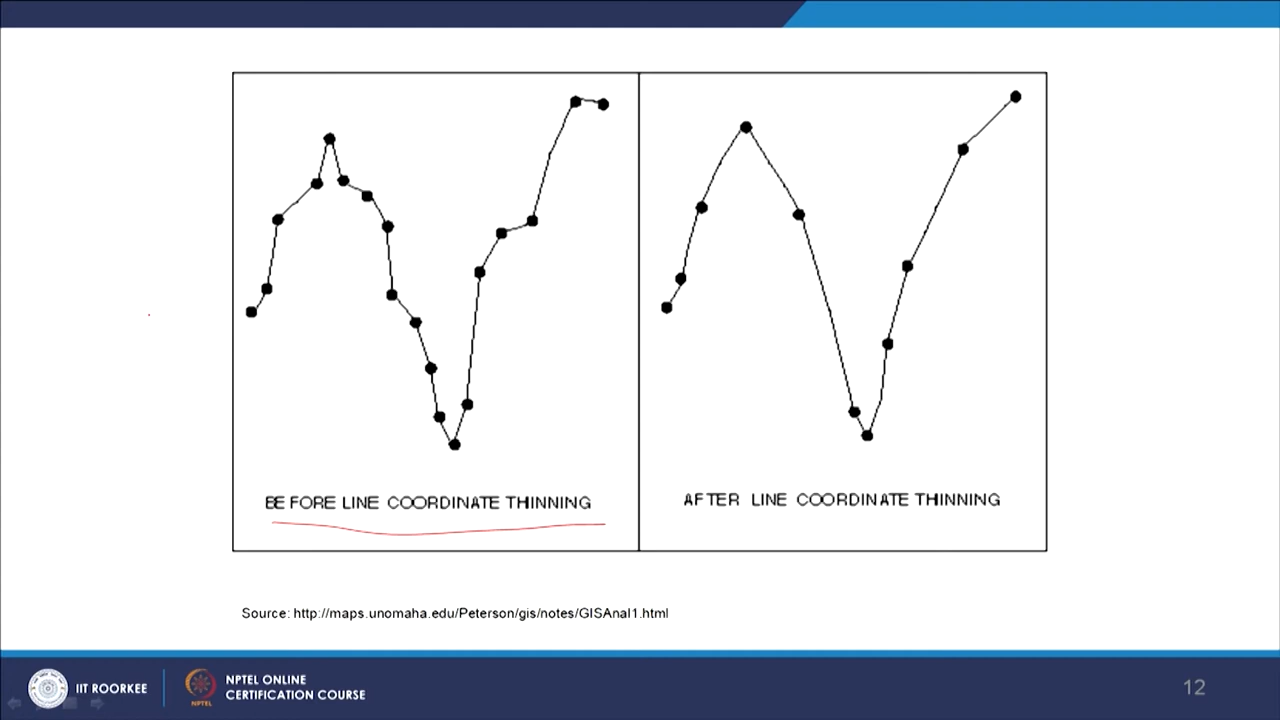 BEFORE LINE COORDINATE THINNING
AFTER LINE COORDINATE THINNING
Source: http://maps.unomaha.edu/Peterson/gis/notes/GISAnal1.html
IIT ROORKEE
NPTEL
NPTEL ONLINE
CERTIFICATION COURSE
12